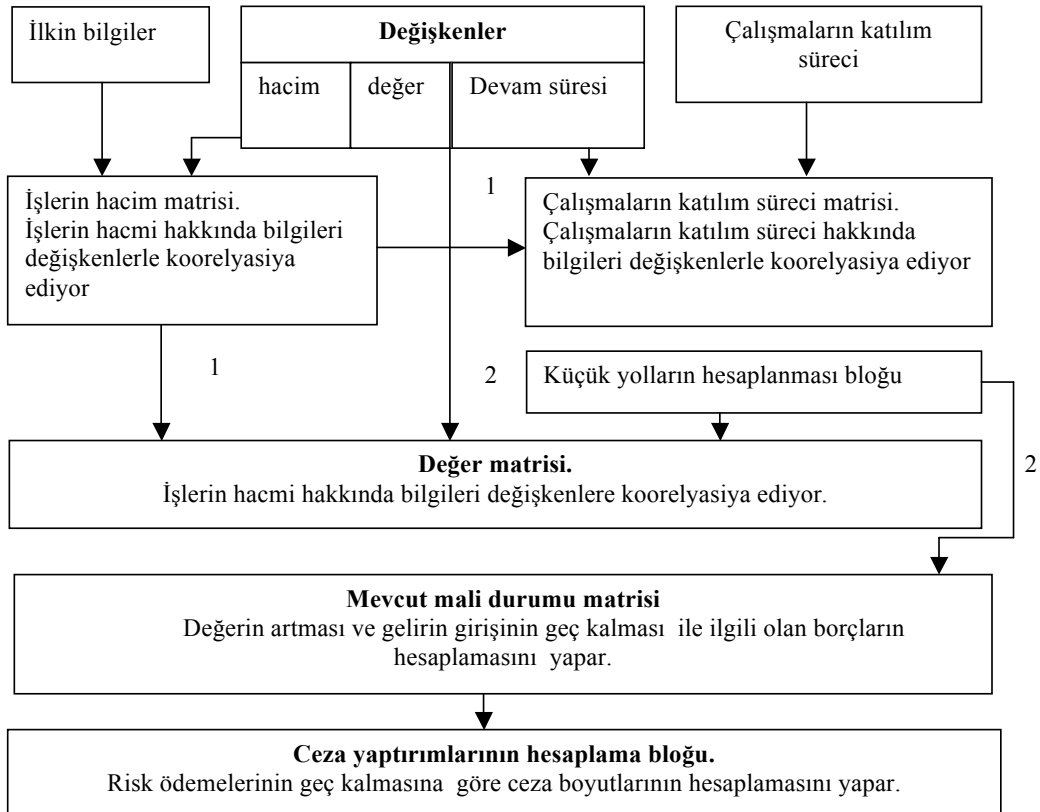 İlkin bilgiler
Değişkenler
hacim
değer
Devam süresi
Çalışmaların katılım
süreci
İşlerin hacim matrisi.
İşlerin hacmi hakkında bilgileri
değişkenlerle koorelyasiya
ediyor
1
Çalışmaların katılım süreci matrisi.
Çalışmaların katılım süreci hakkında
bilgileri değişkenlerle koorelyasiya ediyor
1
2
Küçük yolların hesaplanması bloğu
2
Değer matrisi.
İşlerin hacmi hakkında bilgileri değişkenlere koorelyasiya ediyor.
Mevcut mali durumu matrisi
Değerin artması ve gelirin girişinin geç kalması ile ilgili olan borçların
hesaplamasını yapar.
Ceza yaptırımlarının hesaplama bloğu.
Risk ödemelerinin geç kalmasına göre ceza boyutlarının hesaplamasını yapar.